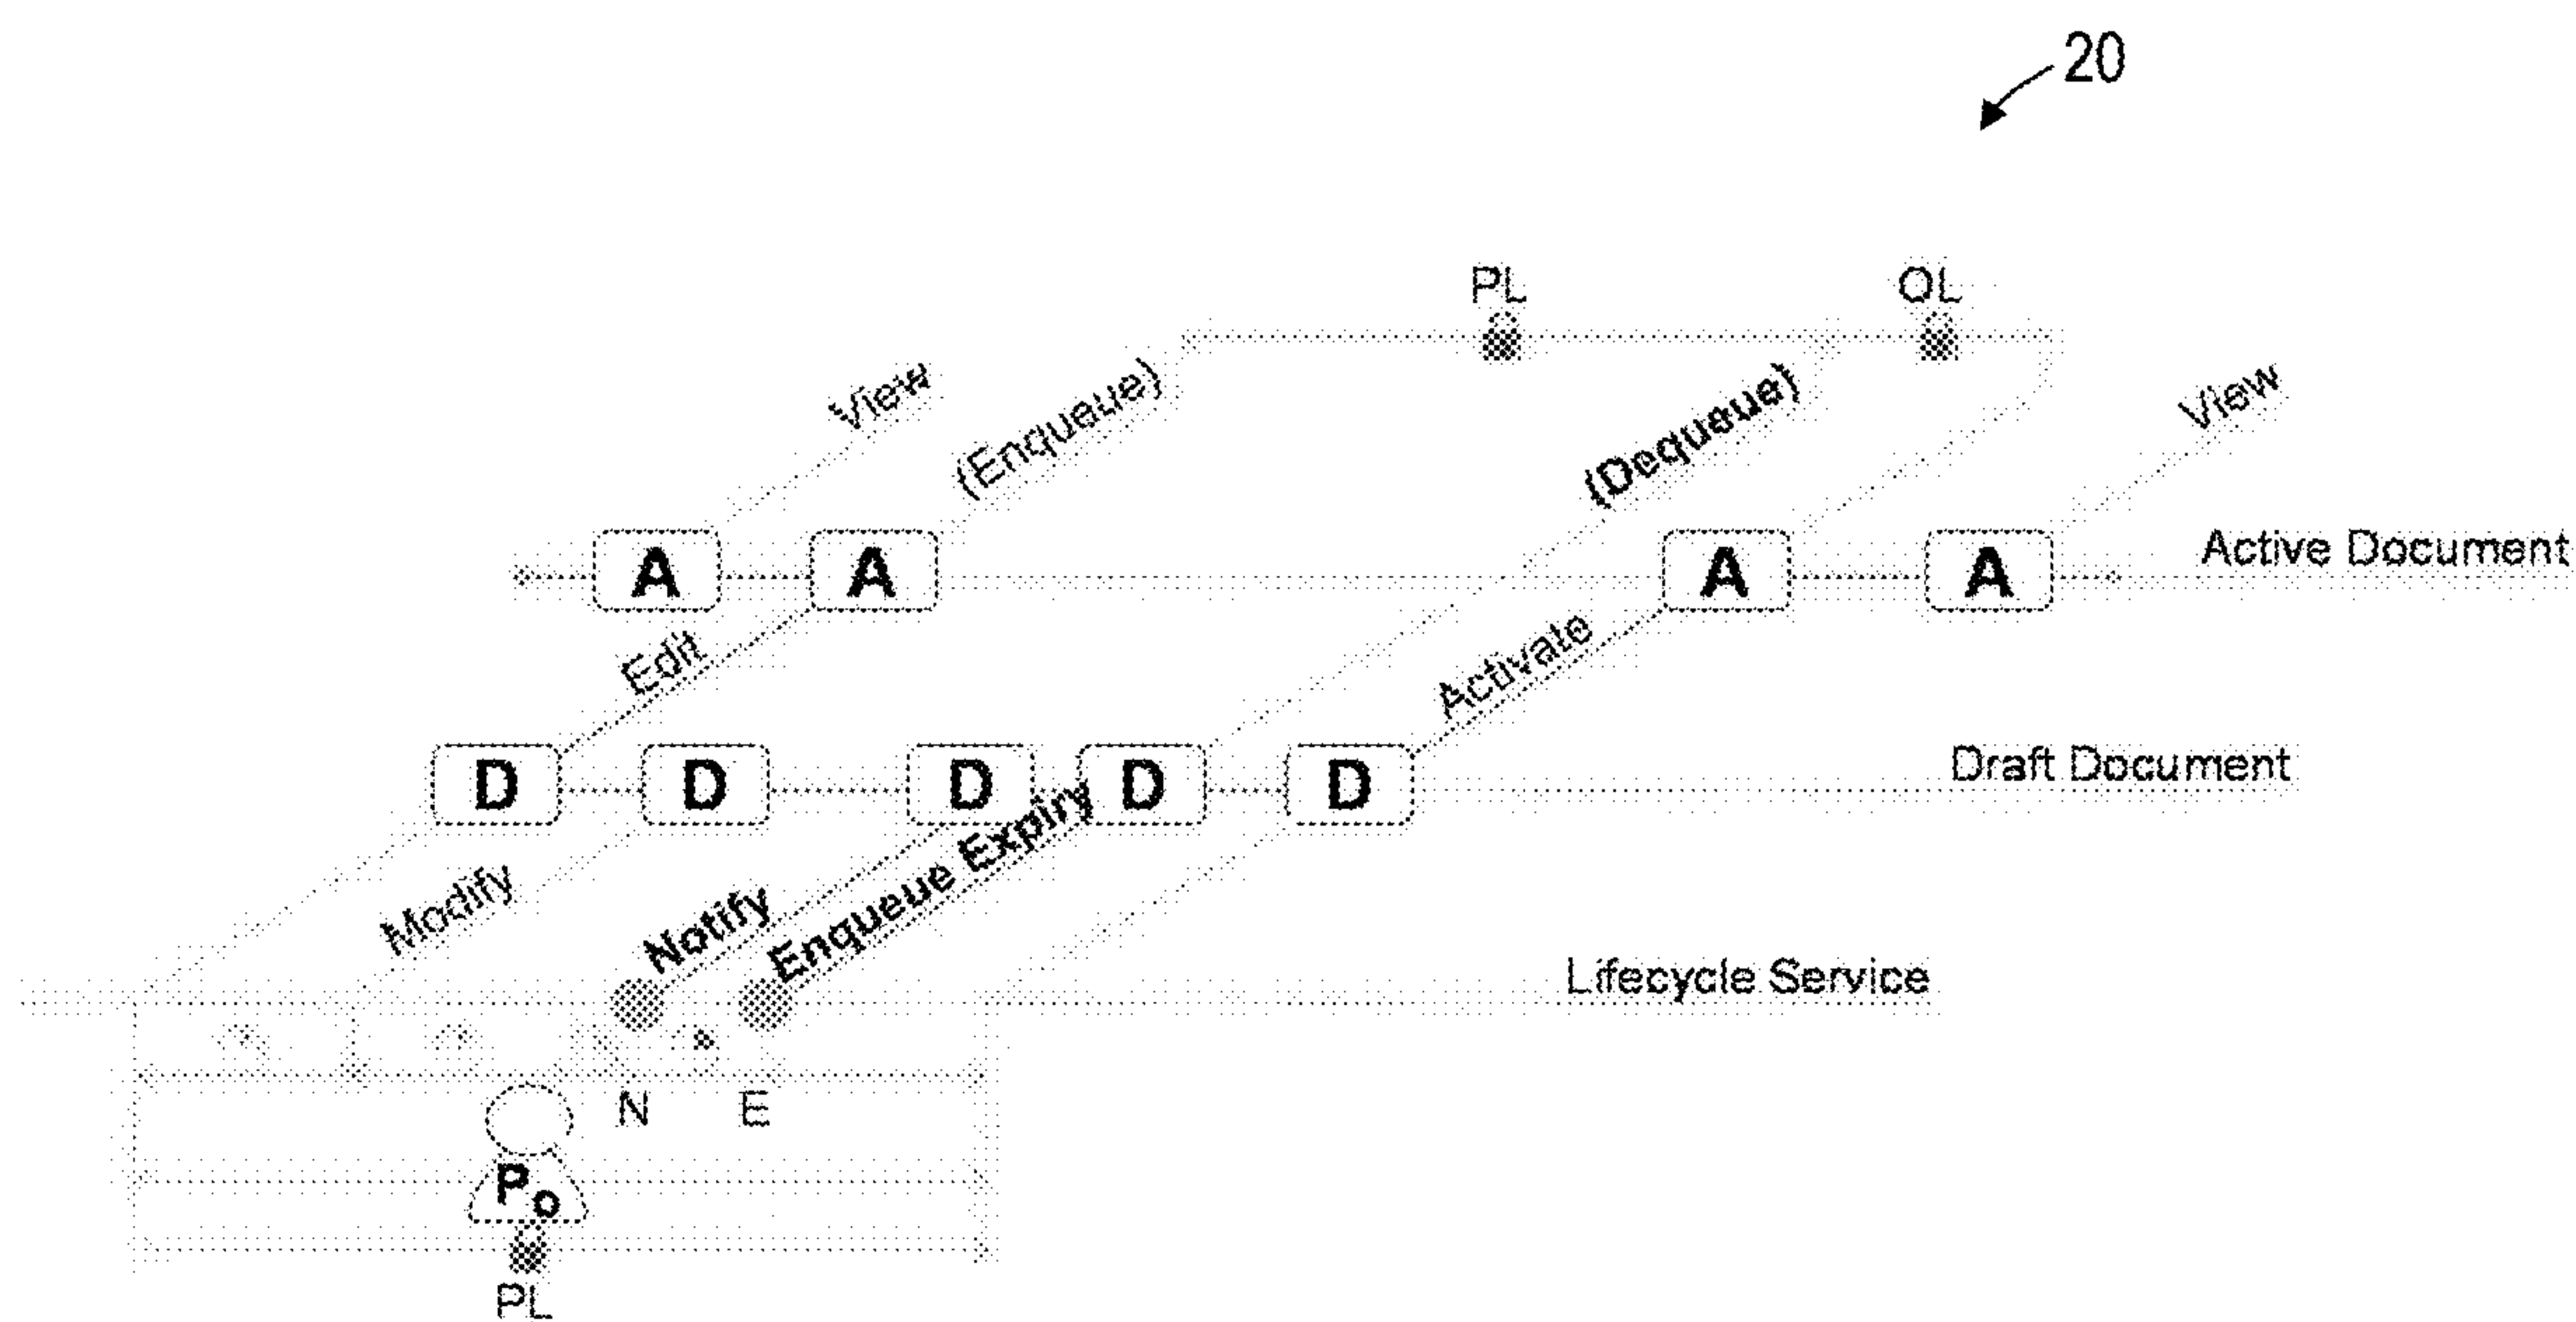 20
PL
OL
View
(Enqueue)
(Dequeue)
View
A
A
A
A
Active Document
Edit
Activate
D
D
D
D
D
Draft Document
Modify
Notify
Enqueue Expiry
Lifecycle Service
N
E
Po
PL